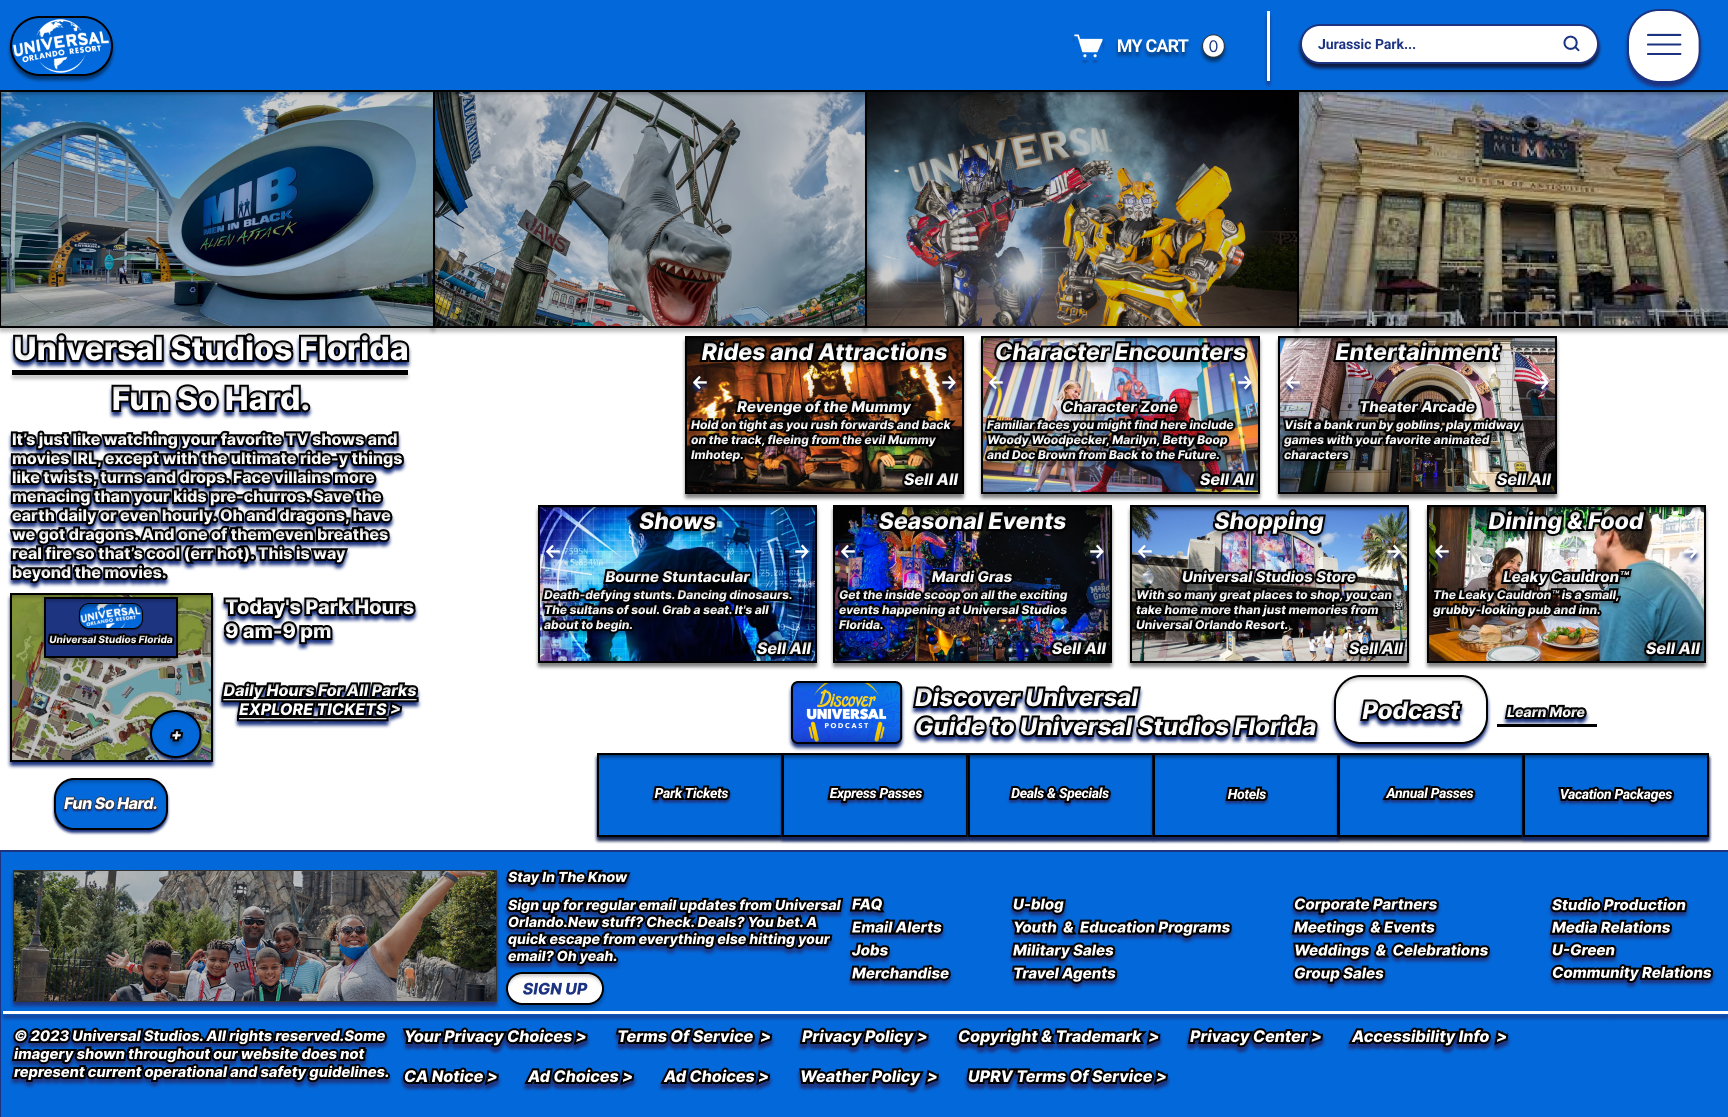 UNIVERSAL
ORLANDO RESORT
MY CART 0
Jurassic Park...
MIB
MEN IN BLACK
ALIEN ATTACK
JAWS
UNIVERSAL
REVENGE OF THE
MUMMY
MUSEUM OF ANTIQUITIES
Universal Studios Florida
Fun So Hard.
It's just like watching your favorite TV shows and
movies IRL, except with the ultimate ride-y things
like twists, turns and drops. Face villains more
menacing than your kids pre-churros. Save the
earth daily or even hourly. Oh and dragons, have
we got dragons. And one of them even breathes
real fire so that's cool (err hot). This is way
beyond the movies.
UNIVERSAL
ORLANDO RESORT
Universal Studios Florida
+
Today's Park Hours
9 am-9 pm
Daily Hours For All Parks
EXPLORE TICKETS >
Fun So Hard.
Rides and Attractions
Revenge of the Mummy
Hold on tight as you rush forwards and back
on the track, fleeing from the evil Mummy
Imhotep.
Sell All
Character Encounters
Character Zone
Familiar faces you might find here include
Woody Woodpecker, Marilyn, Betty Boop
and Doc Brown from Back to the Future.
Sell All
Entertainment
Theater Arcade
Visit a bank run by goblins; play midway
games with your favorite animated
characters
Sell All
Shows
Bourne Stuntacular
Death-defying stunts. Dancing dinosaurs.
The sultans of soul. Grab a seat. It's all
about to begin.
Sell All
Seasonal Events
Mardi Gras
Get the inside scoop on all the exciting
events happening at Universal Studios
Florida.
Sell All
Shopping
Universal Studios Store
With so many great places to shop, you can
take home more than just memories from
Universal Orlando Resort.
Sell All
Dining & Food
Leaky Cauldron™
The Leaky Cauldron™ is a small,
grubby-looking pub and inn.
Sell All
Discover
UNIVERSAL
PODCAST
Discover Universal
Guide to Universal Studios Florida
Podcast
Learn More
Park Tickets
Express Passes
Deals & Specials
Hotels
Annual Passes
Vacation Packages
Stay In The Know
Sign up for regular email updates from Universal
Orlando.New stuff? Check. Deals? You bet. A
quick escape from everything else hitting your
email? Oh yeah.
SIGN UP
FAQ
Email Alerts
Jobs
Merchandise
U-blog
Youth & Education Programs
Military Sales
Travel Agents
Corporate Partners
Meetings & Events
Weddings & Celebrations
Group Sales
Studio Production
Media Relations
U-Green
Community Relations
© 2023 Universal Studios. All rights reserved.Some
imagery shown throughout our website does not
represent current operational and safety guidelines.
Your Privacy Choices > Terms Of Service > Privacy Policy > Copyright & Trademark > Privacy Center > Accessibility Info >
CA Notice > Ad Choices > Ad Choices > Weather Policy > UPRV Terms Of Service >